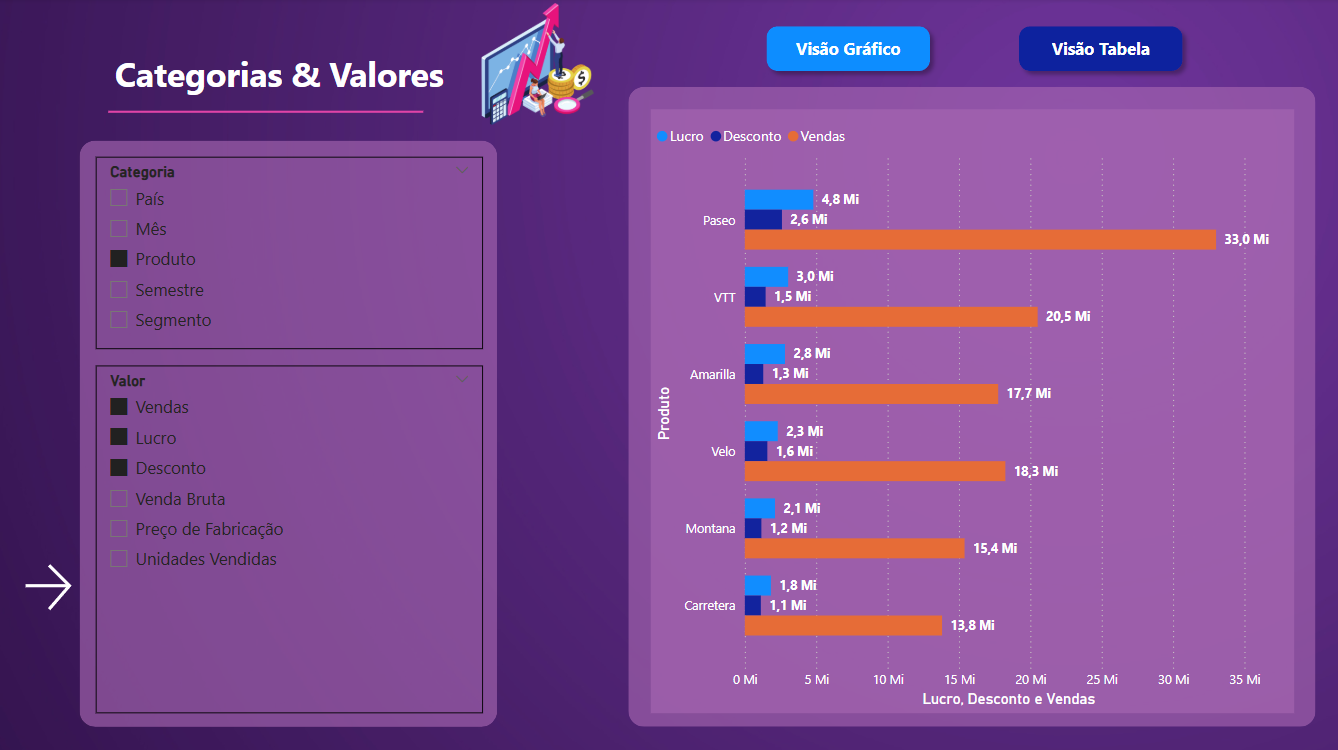 Categorias & Valores
$
Visão Gráfico
Visão Tabela
Categoria
País
Mês
Produto
Semestre
Segmento
Valor
Vendas
Lucro
Desconto
Venda Bruta
Preço de Fabricação
Unidades Vendidas
Lucro Desconto Vendas
Produto
Paseo
4,8 Mi
2,6 Mi
33,0 Mi
VTT
3,0 Mi
1,5 Mi
20,5 Mi
Amarilla
2,8 Mi
1,3 Mi
17,7 Mi
Velo
2,3 Mi
1,6 Mi
18,3 Mi
Montana
2,1 Mi
1,2 Mi
15,4 Mi
Carretera
1,8 Mi
1,1 Mi
13,8 Mi
0 Mi 5 Mi 10 Mi 15 Mi 20 Mi 25 Mi 30 Mi 35 Mi
Lucro, Desconto e Vendas